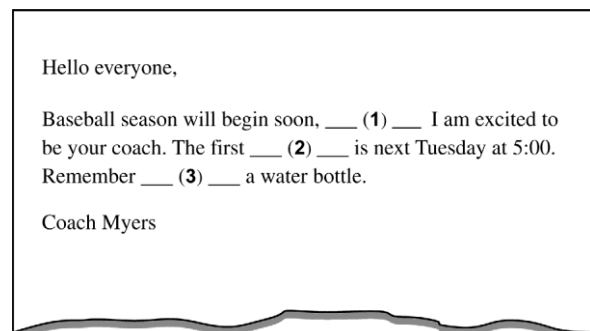 Hello everyone,
Baseball season will begin soon, ___ (1) ___ I am excited to
be your coach. The first ___ (2) ___ is next Tuesday at 5:00.
Remember ___ (3) ___ a water bottle.
Coach Myers